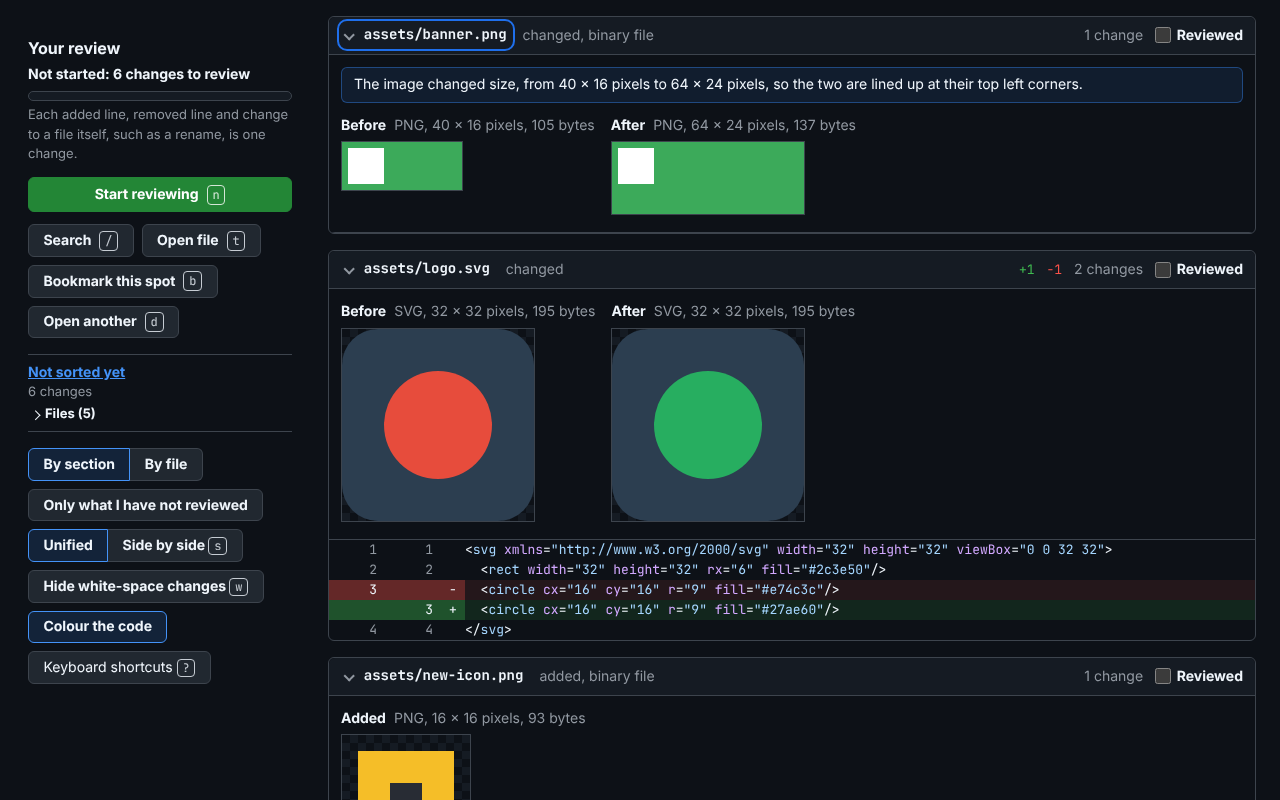 Your review
Not started: 6 changes to review
Each added line, removed line and change
to a file itself, such as a rename, is one
change.
Start reviewing n
Search / Open file t
Bookmark this spot b
Open another d
Not sorted yet
6 changes
Files (5)
By section By file
Only what I have not reviewed
Unified Side by side s
Hide white-space changes w
Colour the code
Keyboard shortcuts ?
assets/banner.png changed, binary file 1 change Reviewed
The image changed size, from 40 × 16 pixels to 64 × 24 pixels, so the two are lined up at their top left corners.
Before PNG, 40 × 16 pixels, 105 bytes After PNG, 64 × 24 pixels, 137 bytes
assets/logo.svg changed +1 -1 2 changes Reviewed
Before SVG, 32 × 32 pixels, 195 bytes After SVG, 32 × 32 pixels, 195 bytes
1 1 <svg xmlns="http://www.w3.org/2000/svg" width="32" height="32" viewBox="0 0 32 32">
2 2 <rect width="32" height="32" rx="6" fill="#2c3e50"/>
3 - <circle cx="16" cy="16" r="9" fill="#e74c3c"/>
3 + <circle cx="16" cy="16" r="9" fill="#27ae60"/>
4 4 </svg>
assets/new-icon.png added, binary file 1 change Reviewed
Added PNG, 16 × 16 pixels, 93 bytes